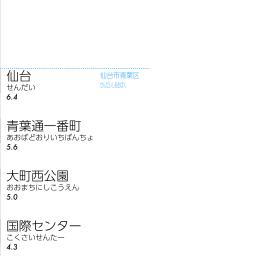 仙台
仙台市青葉区
せんだい
6.4
青葉通一番町
あおばどおりいちばんちょ
5.6
大町西公園
おおまちにしこうえん
5.0
国際センター
こくさいせんたー
4.3